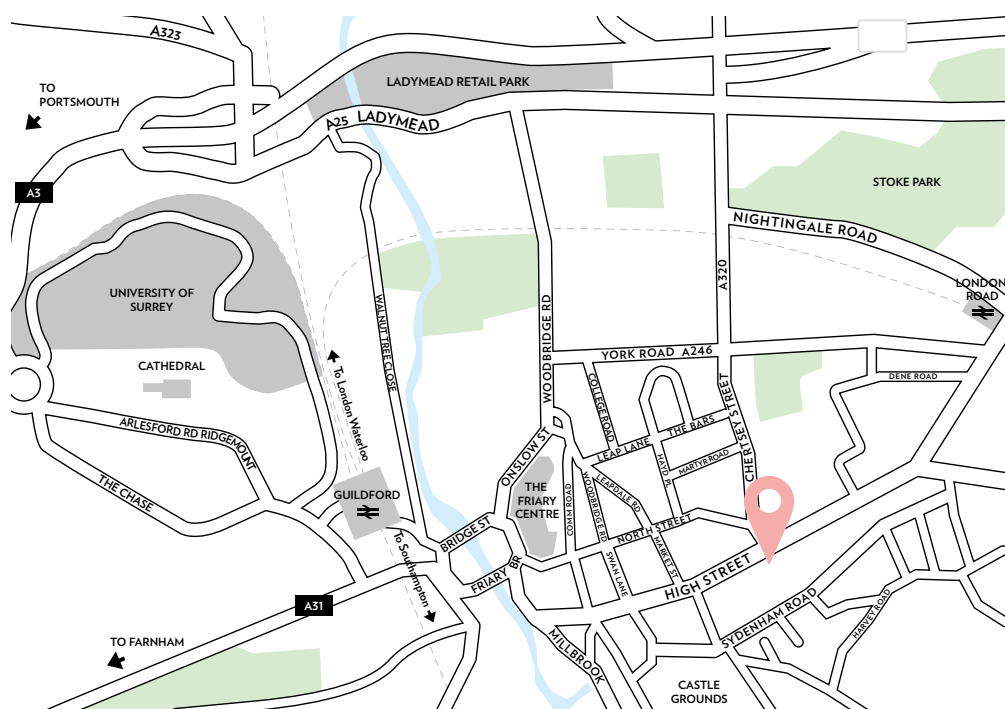 A323
TO
PORTSMOUTH
LADYMEAD RETAIL PARK
A25 LADYMEAD
A3
STOKE PARK
NIGHTINGALE ROAD
LONDON
ROAD
UNIVERSITY OF
SURREY
A320
WALNUT TREE CLOSE
WOODBRIDGE RD
YORK ROAD A246
CATHEDRAL
To London Waterloo
DENE ROAD
COLLEGE ROAD
CHERTSEY STREET
ARLESFORD RD RIDGEMOUNT
THE BARS
LEAP LANE
ONSLOW ST
HAYD PL
MARTYR ROAD
THE CHASE
GUILDFORD
THE
FRIARY
CENTRE
COMM ROAD
WOODBRIDGE RD
LEAPDALE RD
BRIDGE ST
NORTH STREET
To Southampton
FRIARY BR
SWAN LANE
MARKET ST
HIGH STREET
A31
SYDENHAM ROAD
HARVEY ROAD
TO FARNHAM
MILLBROOK
CASTLE
GROUNDS